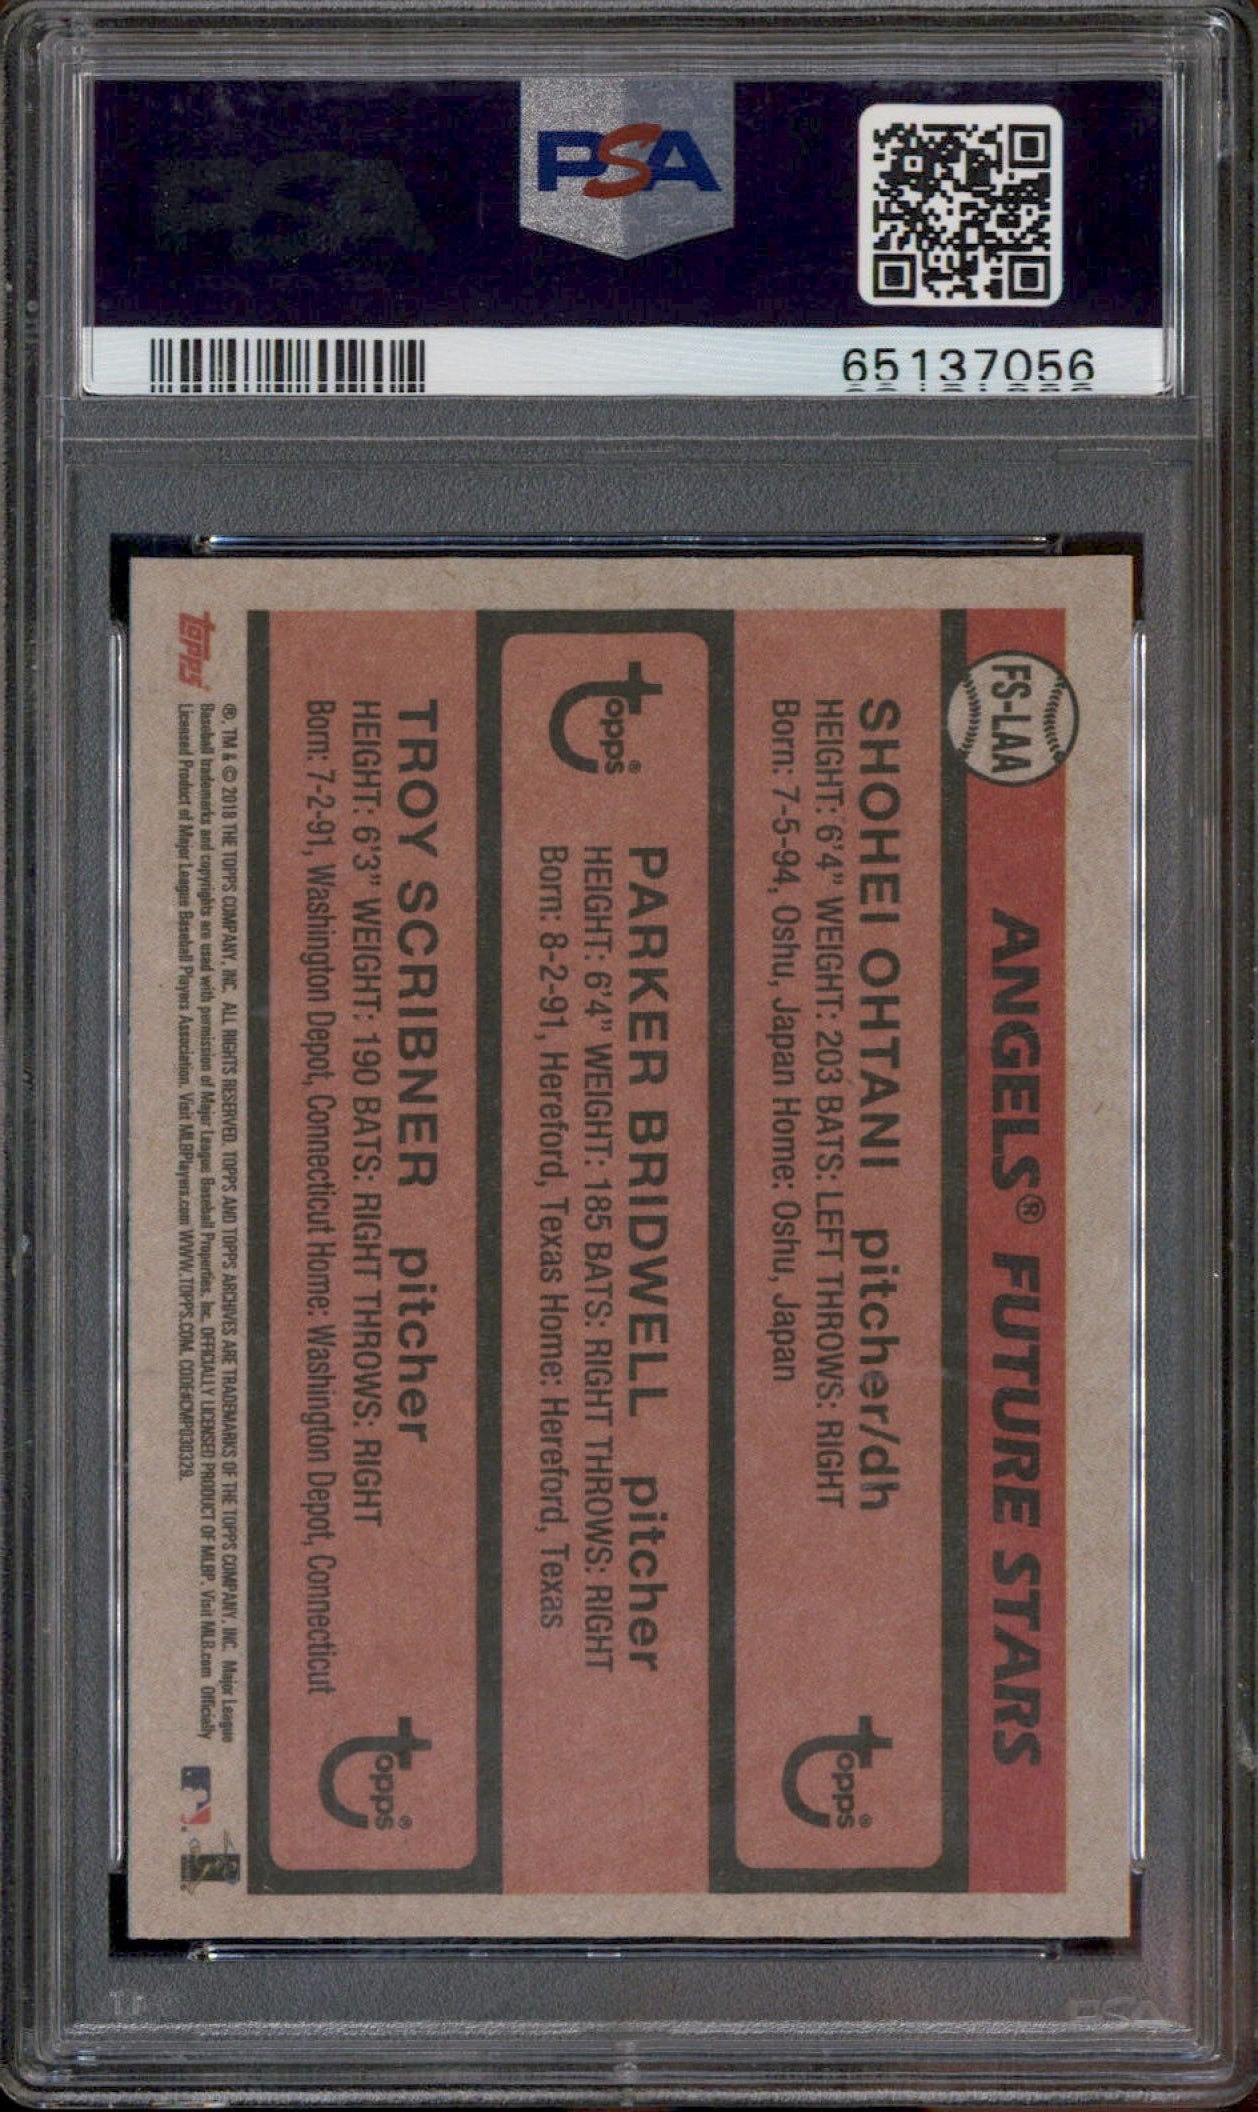 PSA
65137056
FS-LAA
ANGELS® FUTURE STARS
SHOHEI OHTANI pitcher/dh
HEIGHT: 6'4" WEIGHT: 203 BATS: LEFT THROWS: RIGHT
Born: 7-5-94, Oshu, Japan Home: Oshu, Japan
Topps®
PARKER BRIDWELL pitcher
HEIGHT: 6'4" WEIGHT: 185 BATS: RIGHT THROWS: RIGHT
Born: 8-2-91, Hereford, Texas Home: Hereford, Texas
Topps®
TROY SCRIBNER pitcher
HEIGHT: 6'3" WEIGHT: 190 BATS: RIGHT THROWS: RIGHT
Born: 7-2-91, Washington Depot, Connecticut Home: Washington Depot, Connecticut
Topps®
Topps
®, TM & © 2018 THE TOPPS COMPANY, INC. ALL RIGHTS RESERVED. TOPPS AND TOPPS ARCHIVES ARE TRADEMARKS OF THE TOPPS COMPANY, INC. Major League
Baseball trademarks and copyrights are used with permission of Major League Baseball Properties, Inc. OFFICIALLY LICENSED PRODUCT OF MLBP. Visit MLB.com Officially
Licensed Product of Major League Baseball Players Association. Visit MLBPlayers.com WWW.TOPPS.COM. CODE#CMP030329.
PSA